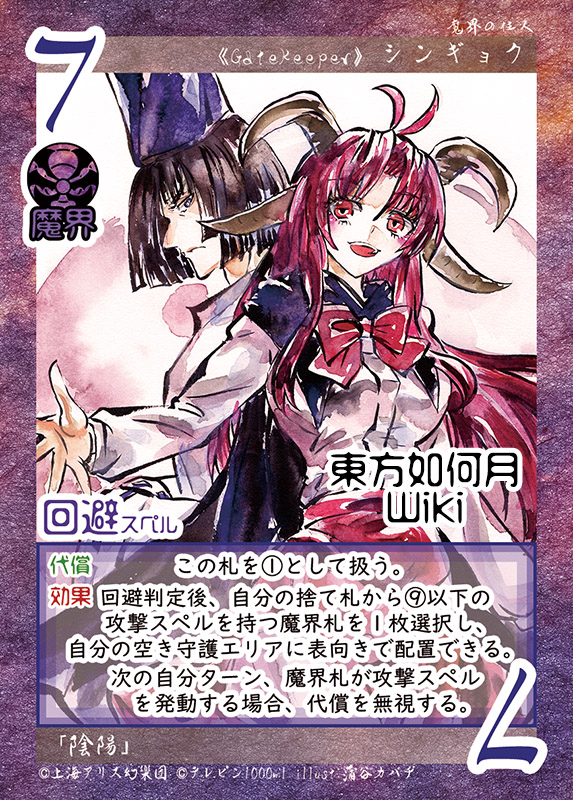 魔界の住人
7
《Gatekeeper》 シンギョク
魔界
東方如何月
Wiki
回避スペル
代償 この札を①として扱う。
効果 回避判定後、自分の捨て札から⑨以下の
攻撃スペルを持つ魔界札を1枚選択し、
自分の空き守護エリアに表向きで配置できる。
次の自分ターン、魔界札が攻撃スペル
を発動する場合、代償を無視する。
「陰陽」
7
©上海アリス幻樂団 ©テレピン1000ml illust.蒲谷カバヂ